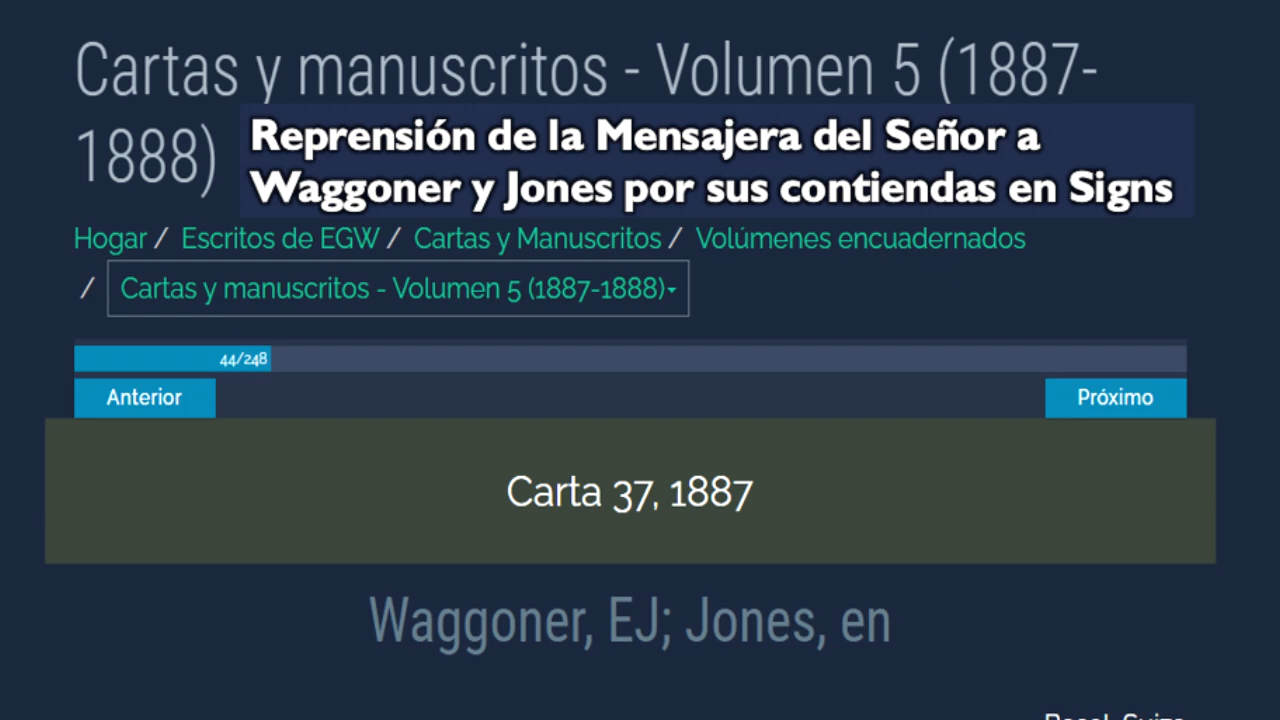 Cartas y manuscritos - Volumen 5 (1887-
1888)
Reprensión de la Mensajera del Señor a
Waggoner y Jones por sus contiendas en Signs
Hogar / Escritos de EGW / Cartas y Manuscritos / Volúmenes encuadernados
/ Cartas y manuscritos - Volumen 5 (1887-1888)
44/248
Anterior
Próximo
Carta 37, 1887
Waggoner, EJ; Jones, en